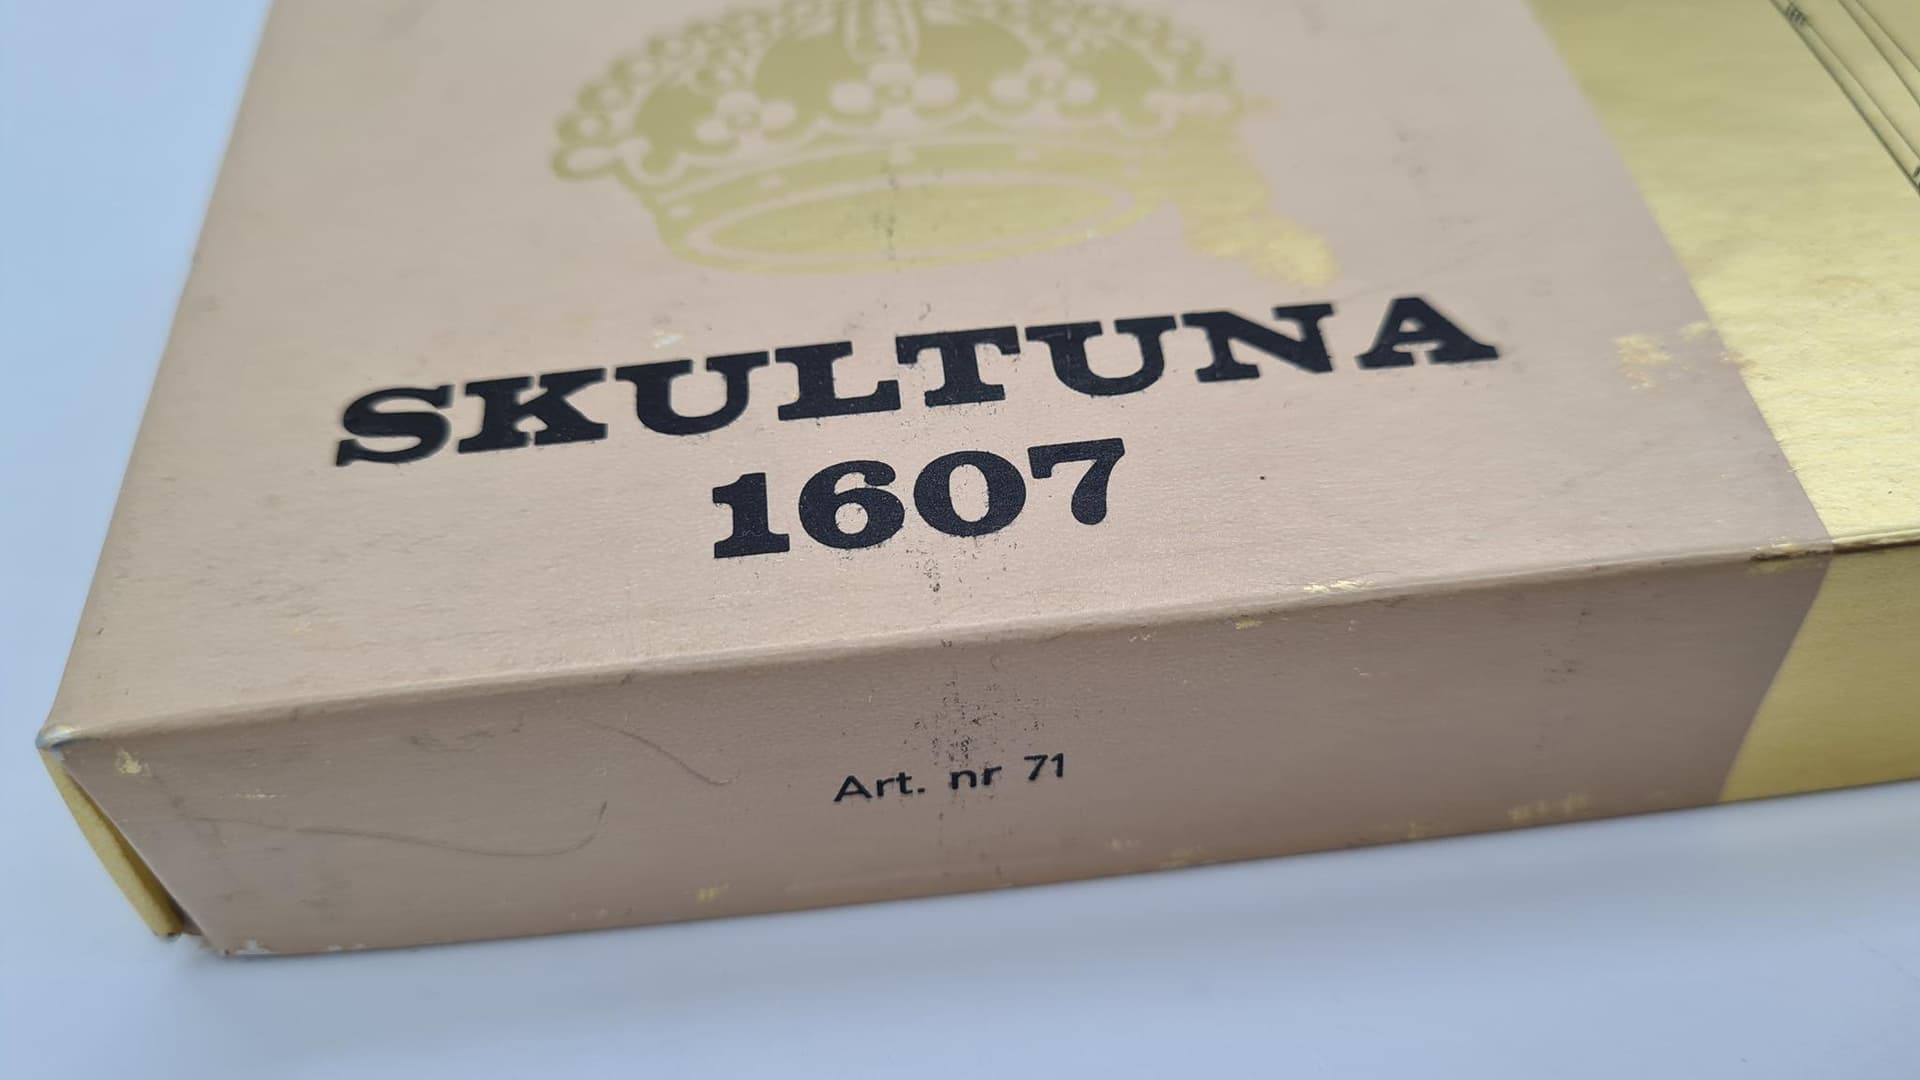 SKULTUNA
1607
Art. nr 71